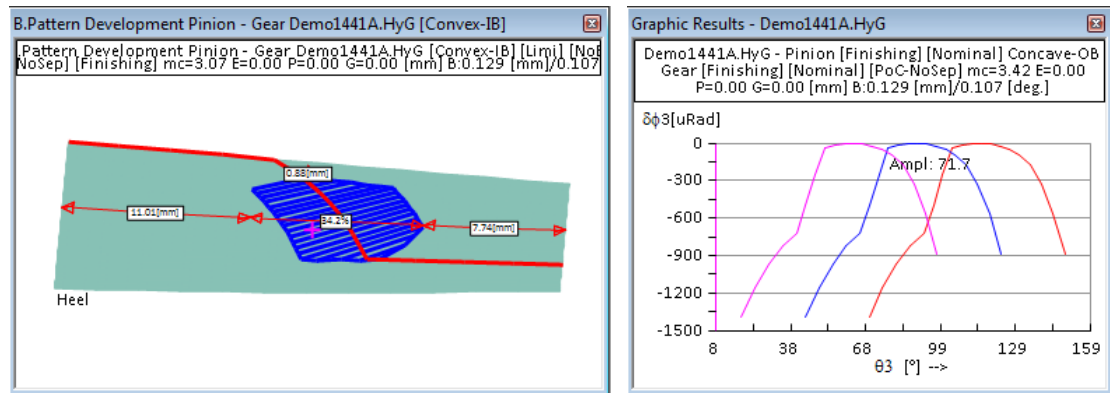 B.Pattern Development Pinion - Gear Demo1441A.HyG [Convex-IB]
.Pattern Development Pinion - Gear Demo1441A.HyG [Convex-IB] [Limi] [NoB
NoSep] [Finishing] mc=3.07 E=0.00 P=0.00 G=0.00 [mm] B:0.129 [mm]/0.107
0.88[mm]
11.01[mm]
34.2%
7.74[mm]
Heel
Graphic Results - Demo1441A.HyG
Demo1441A.HyG - Pinion [Finishing] [Nominal] Concave-OB
Gear [Finishing] [Nominal] [PoC-NoSep] mc=3.42 E=0.00
P=0.00 G=0.00 [mm] B:0.129 [mm]/0.107 [deg.]
δϕ3[uRad]
0
Ampl: 71.7
-300
-600
-900
-1200
-1500
8 38 68 99 129 159
θ3 [°] -->